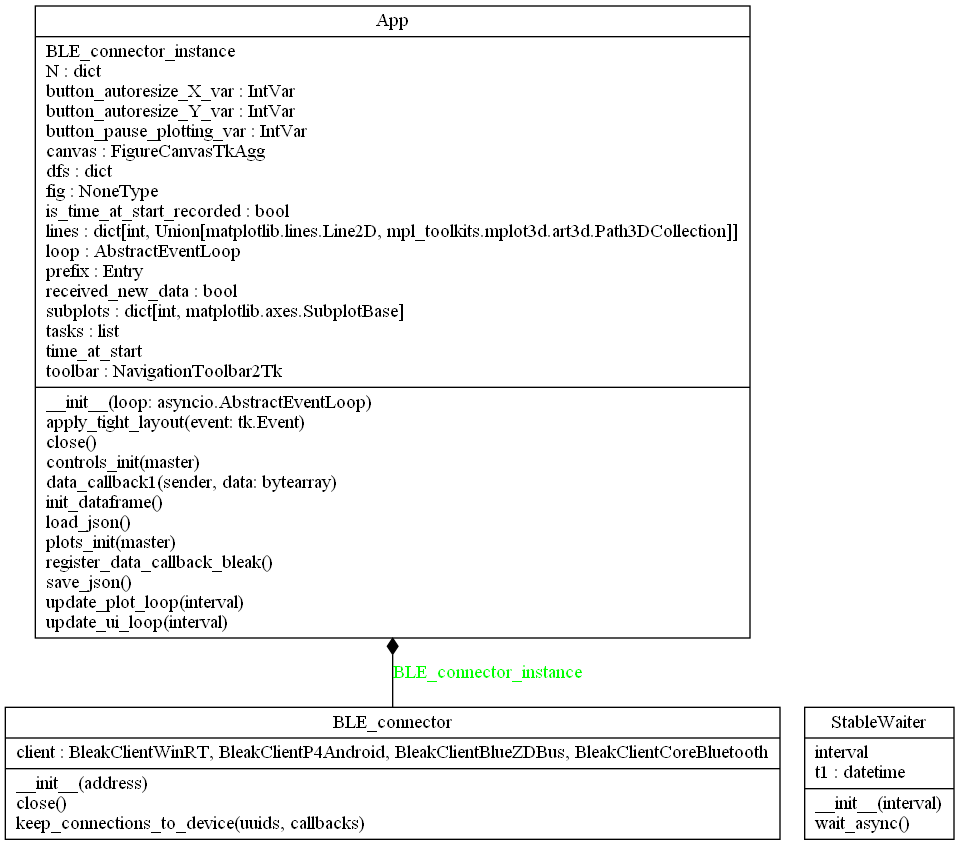 App
BLE_connector_instance
N : dict
button_autoresize_X_var : IntVar
button_autoresize_Y_var : IntVar
button_pause_plotting_var : IntVar
canvas : FigureCanvasTkAgg
dfs : dict
fig : NoneType
is_time_at_start_recorded : bool
lines : dict[int, Union[matplotlib.lines.Line2D, mpl_toolkits.mplot3d.art3d.Path3DCollection]]
loop : AbstractEventLoop
prefix : Entry
received_new_data : bool
subplots : dict[int, matplotlib.axes.SubplotBase]
tasks : list
time_at_start
toolbar : NavigationToolbar2Tk
__init__(loop: asyncio.AbstractEventLoop)
apply_tight_layout(event: tk.Event)
close()
controls_init(master)
data_callback1(sender, data: bytearray)
init_dataframe()
load_json()
plots_init(master)
register_data_callback_bleak()
save_json()
update_plot_loop(interval)
update_ui_loop(interval)
BLE_connector_instance
BLE_connector
client : BleakClientWinRT, BleakClientP4Android, BleakClientBlueZDBus, BleakClientCoreBluetooth
__init__(address)
close()
keep_connections_to_device(uuids, callbacks)
StableWaiter
interval
t1 : datetime
__init__(interval)
wait_async()